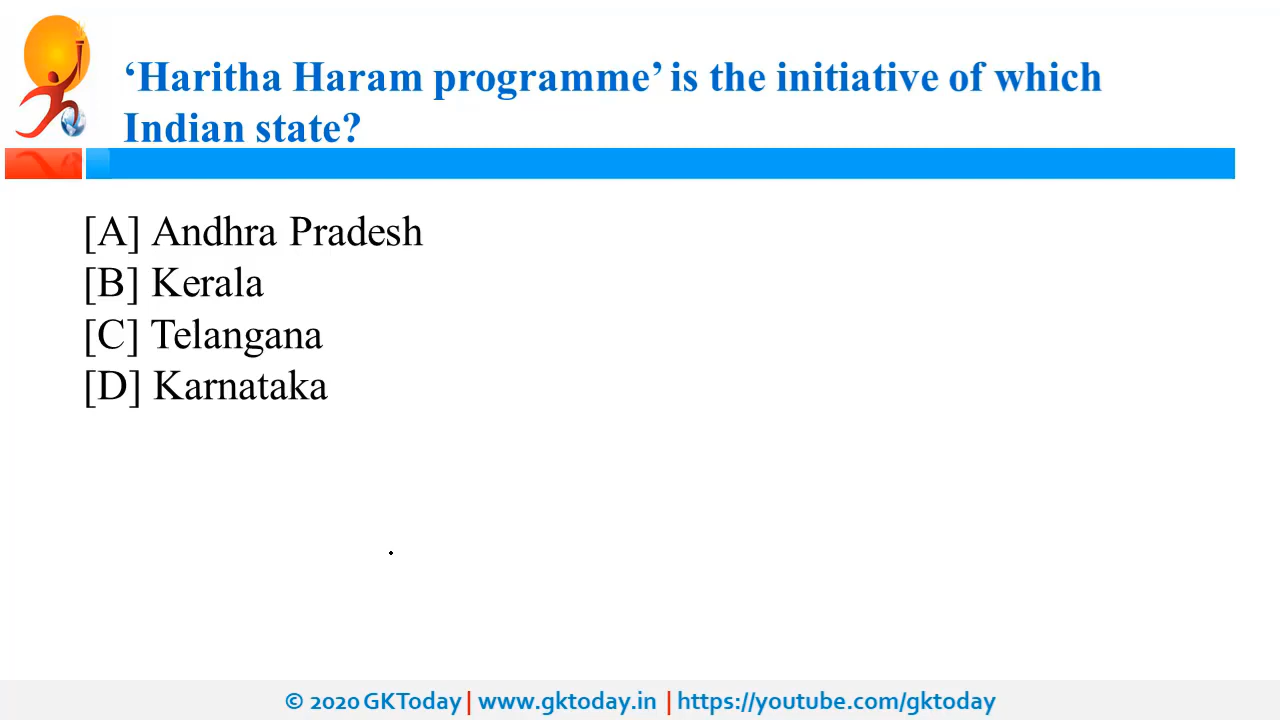 ‘Haritha Haram programme’ is the initiative of which
Indian state?
[A] Andhra Pradesh
[B] Kerala
[C] Telangana
[D] Karnataka
© 2020 GKToday | www.gktoday.in | https://youtube.com/gktoday